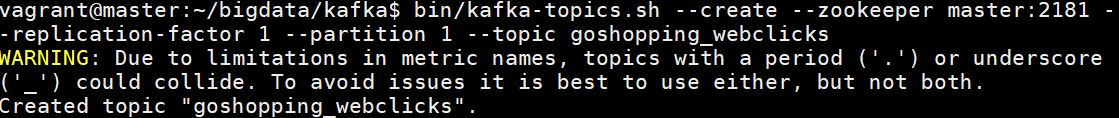 vagrant@master:~/bigdata/kafka$ bin/kafka-topics.sh --create --zookeeper master:2181 -
-replication-factor 1 --partition 1 --topic goshopping_webclicks
WARNING: Due to limitations in metric names, topics with a period ('.') or underscore
('_') could collide. To avoid issues it is best to use either, but not both.
Created topic "goshopping_webclicks".